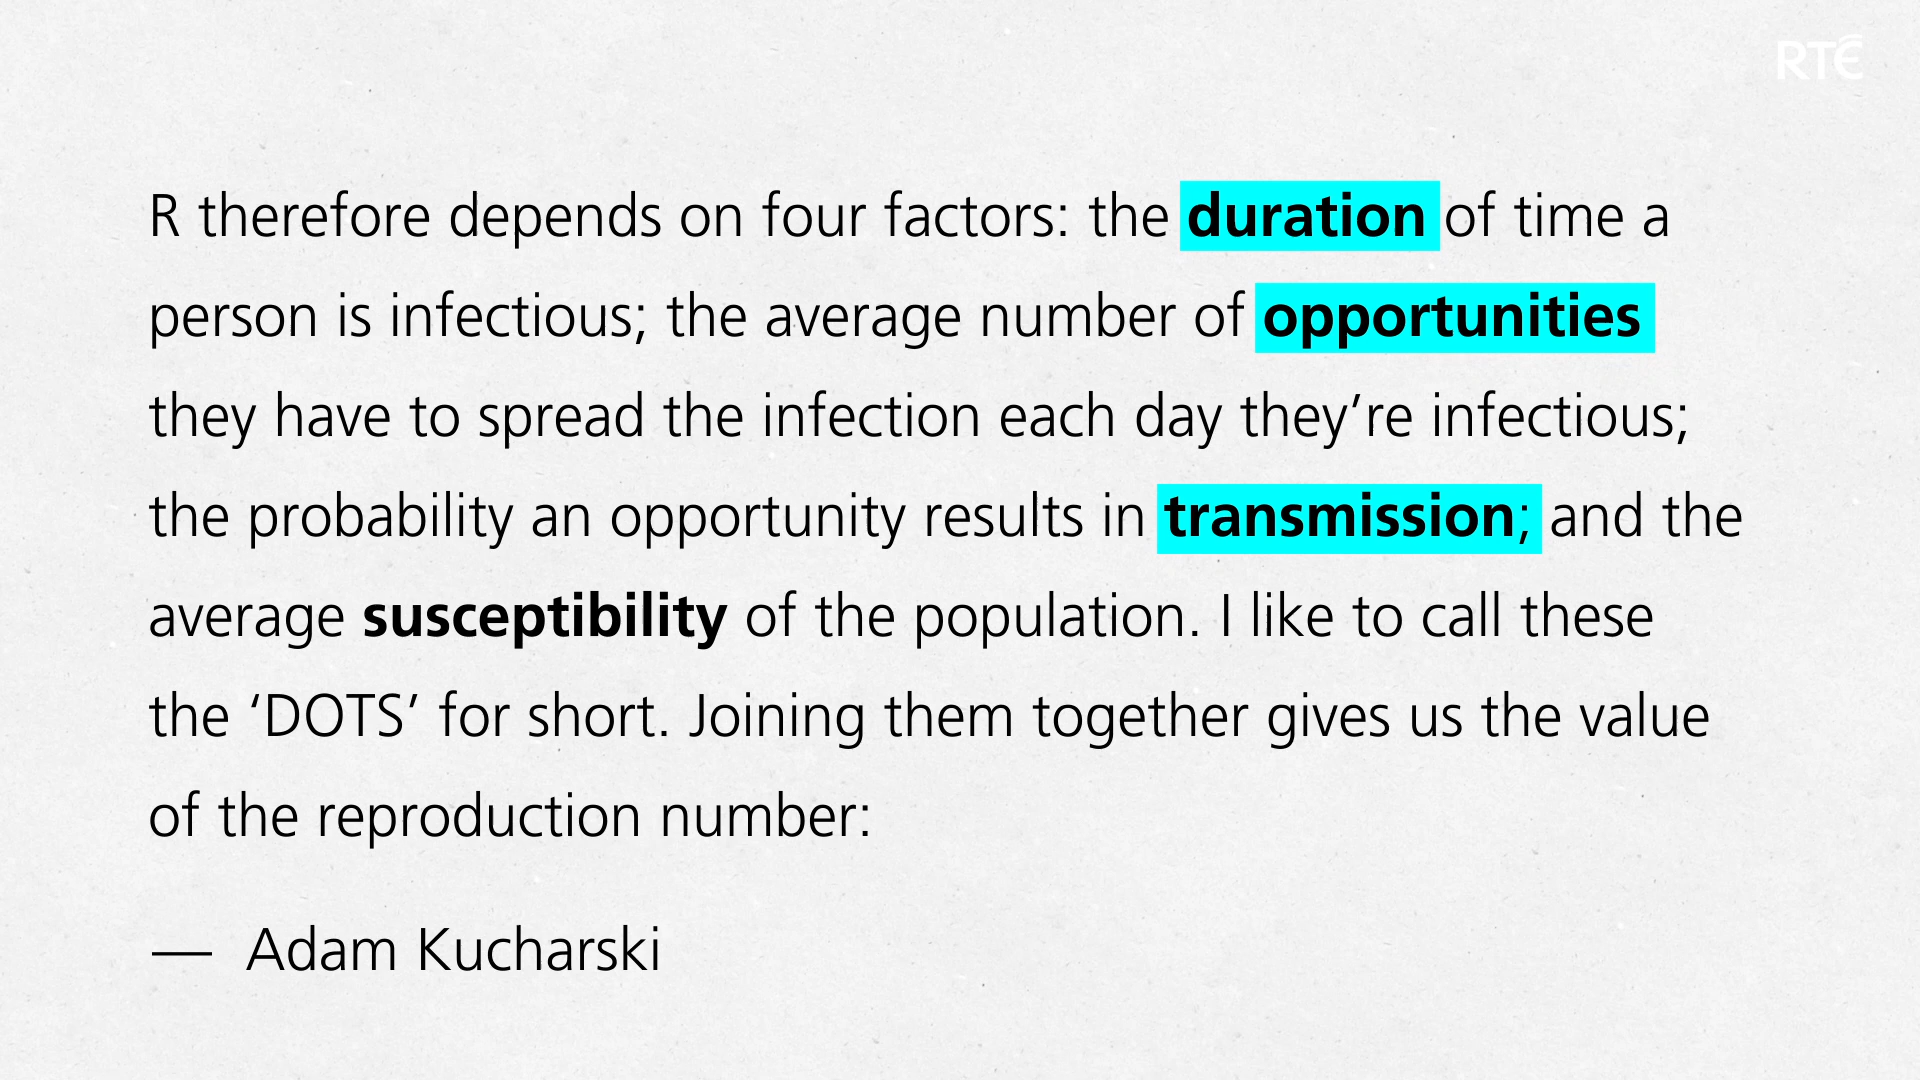 RTÉ
R therefore depends on four factors: the duration of time a
person is infectious; the average number of opportunities
they have to spread the infection each day they’re infectious;
the probability an opportunity results in transmission; and the
average susceptibility of the population. I like to call these
the ‘DOTS’ for short. Joining them together gives us the value
of the reproduction number:
— Adam Kucharski